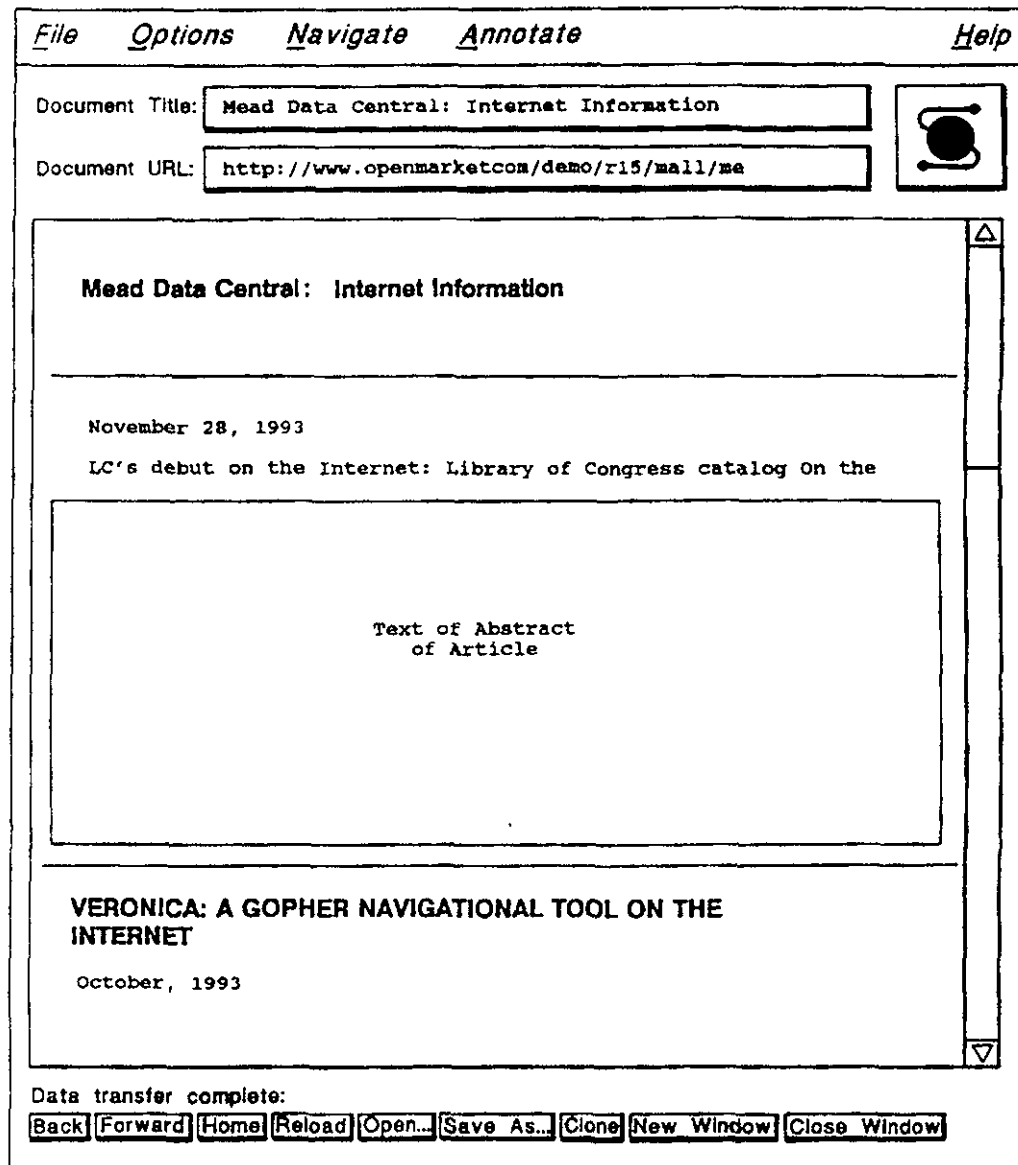 File Options Navigate Annotate Help
Document Title: Mead Data Central: Internet Information
Document URL: http://www.openmarketcom/demo/r15/mall/me
Mead Data Central: Internet Information
November 28, 1993
LC's debut on the Internet: Library of Congress catalog On the
Text of Abstract
of Article
VERONICA: A GOPHER NAVIGATIONAL TOOL ON THE
INTERNET
October, 1993
Data transfer complete:
Back Forward Home Reload Open... Save As... Clone New Window Close Window